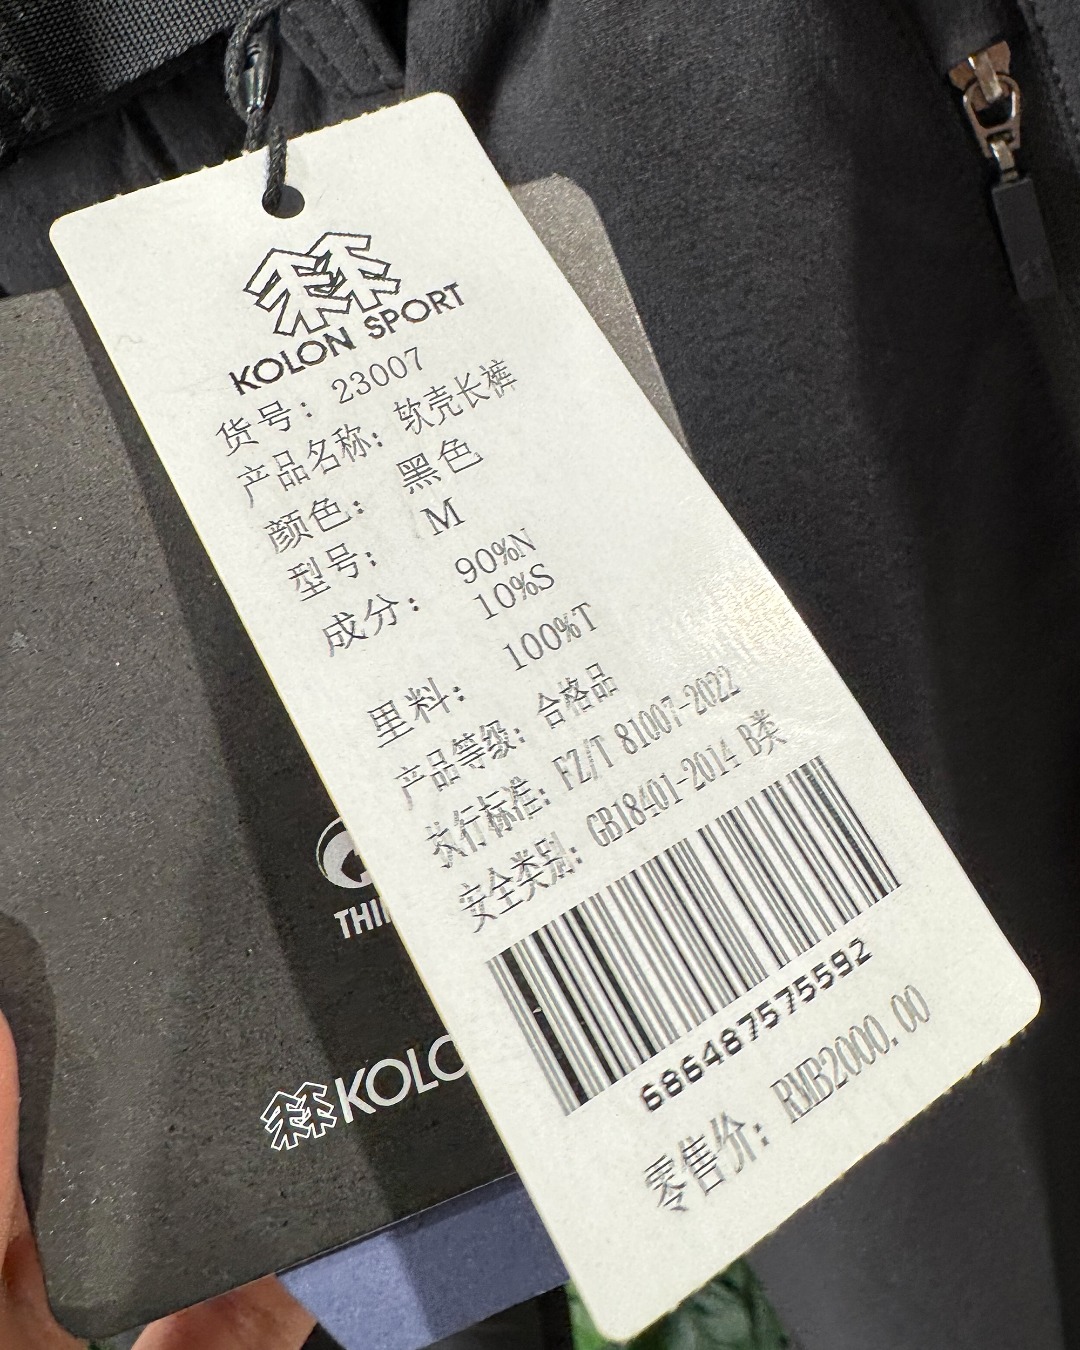 KOLON SPORT
货号：23007
产品名称：软壳长裤
颜色：黑色
型号：M
成分：90%N
10%S
100%T
里料：
产品等级：合格品
执行标准：FZ/T 81007-2022
安全类别：GB18401-2014 B类
686487575592
零售价：RMB2000.00
THI
KOLO